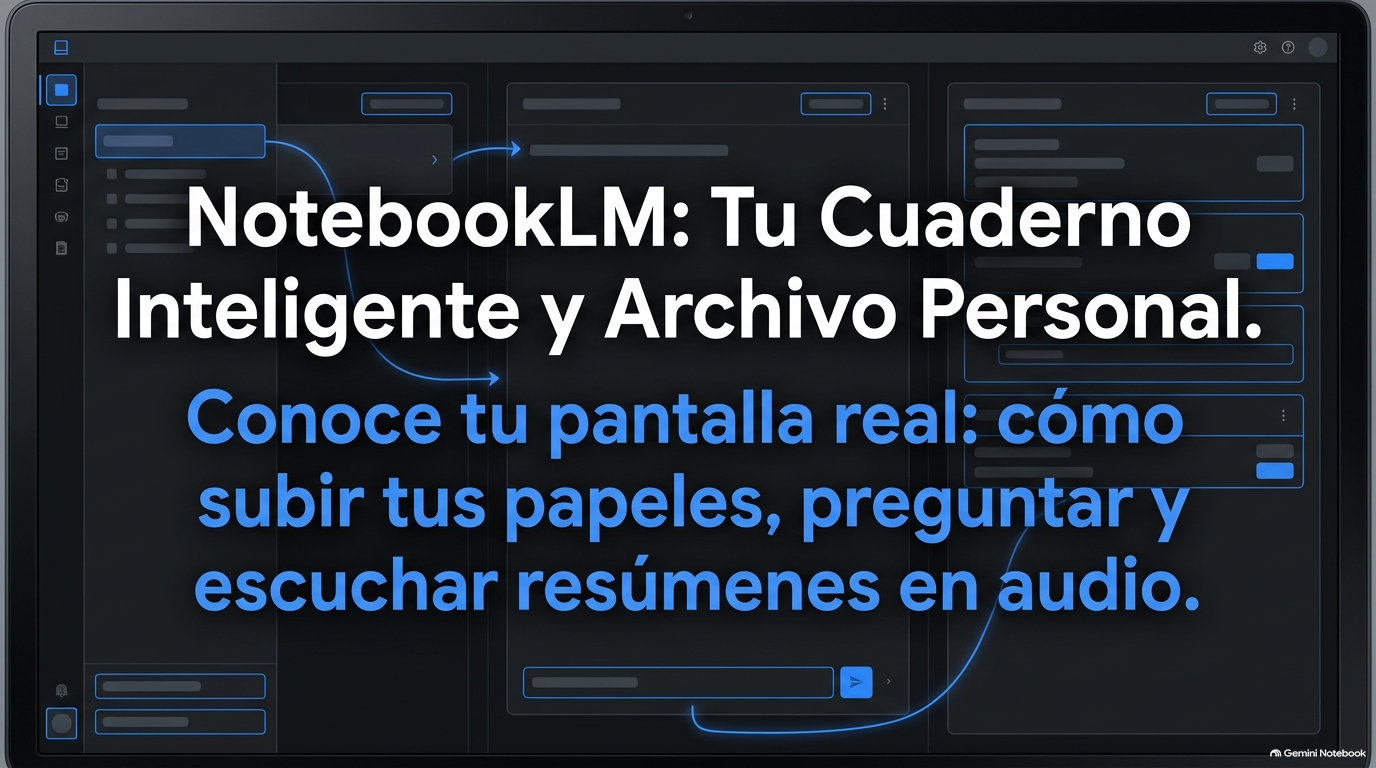 NotebookLM: Tu Cuaderno
Inteligente y Archivo Personal.
Conoce tu pantalla real: cómo
subir tus papeles, preguntar y
escuchar resúmenes en audio.
Gemini Notebook